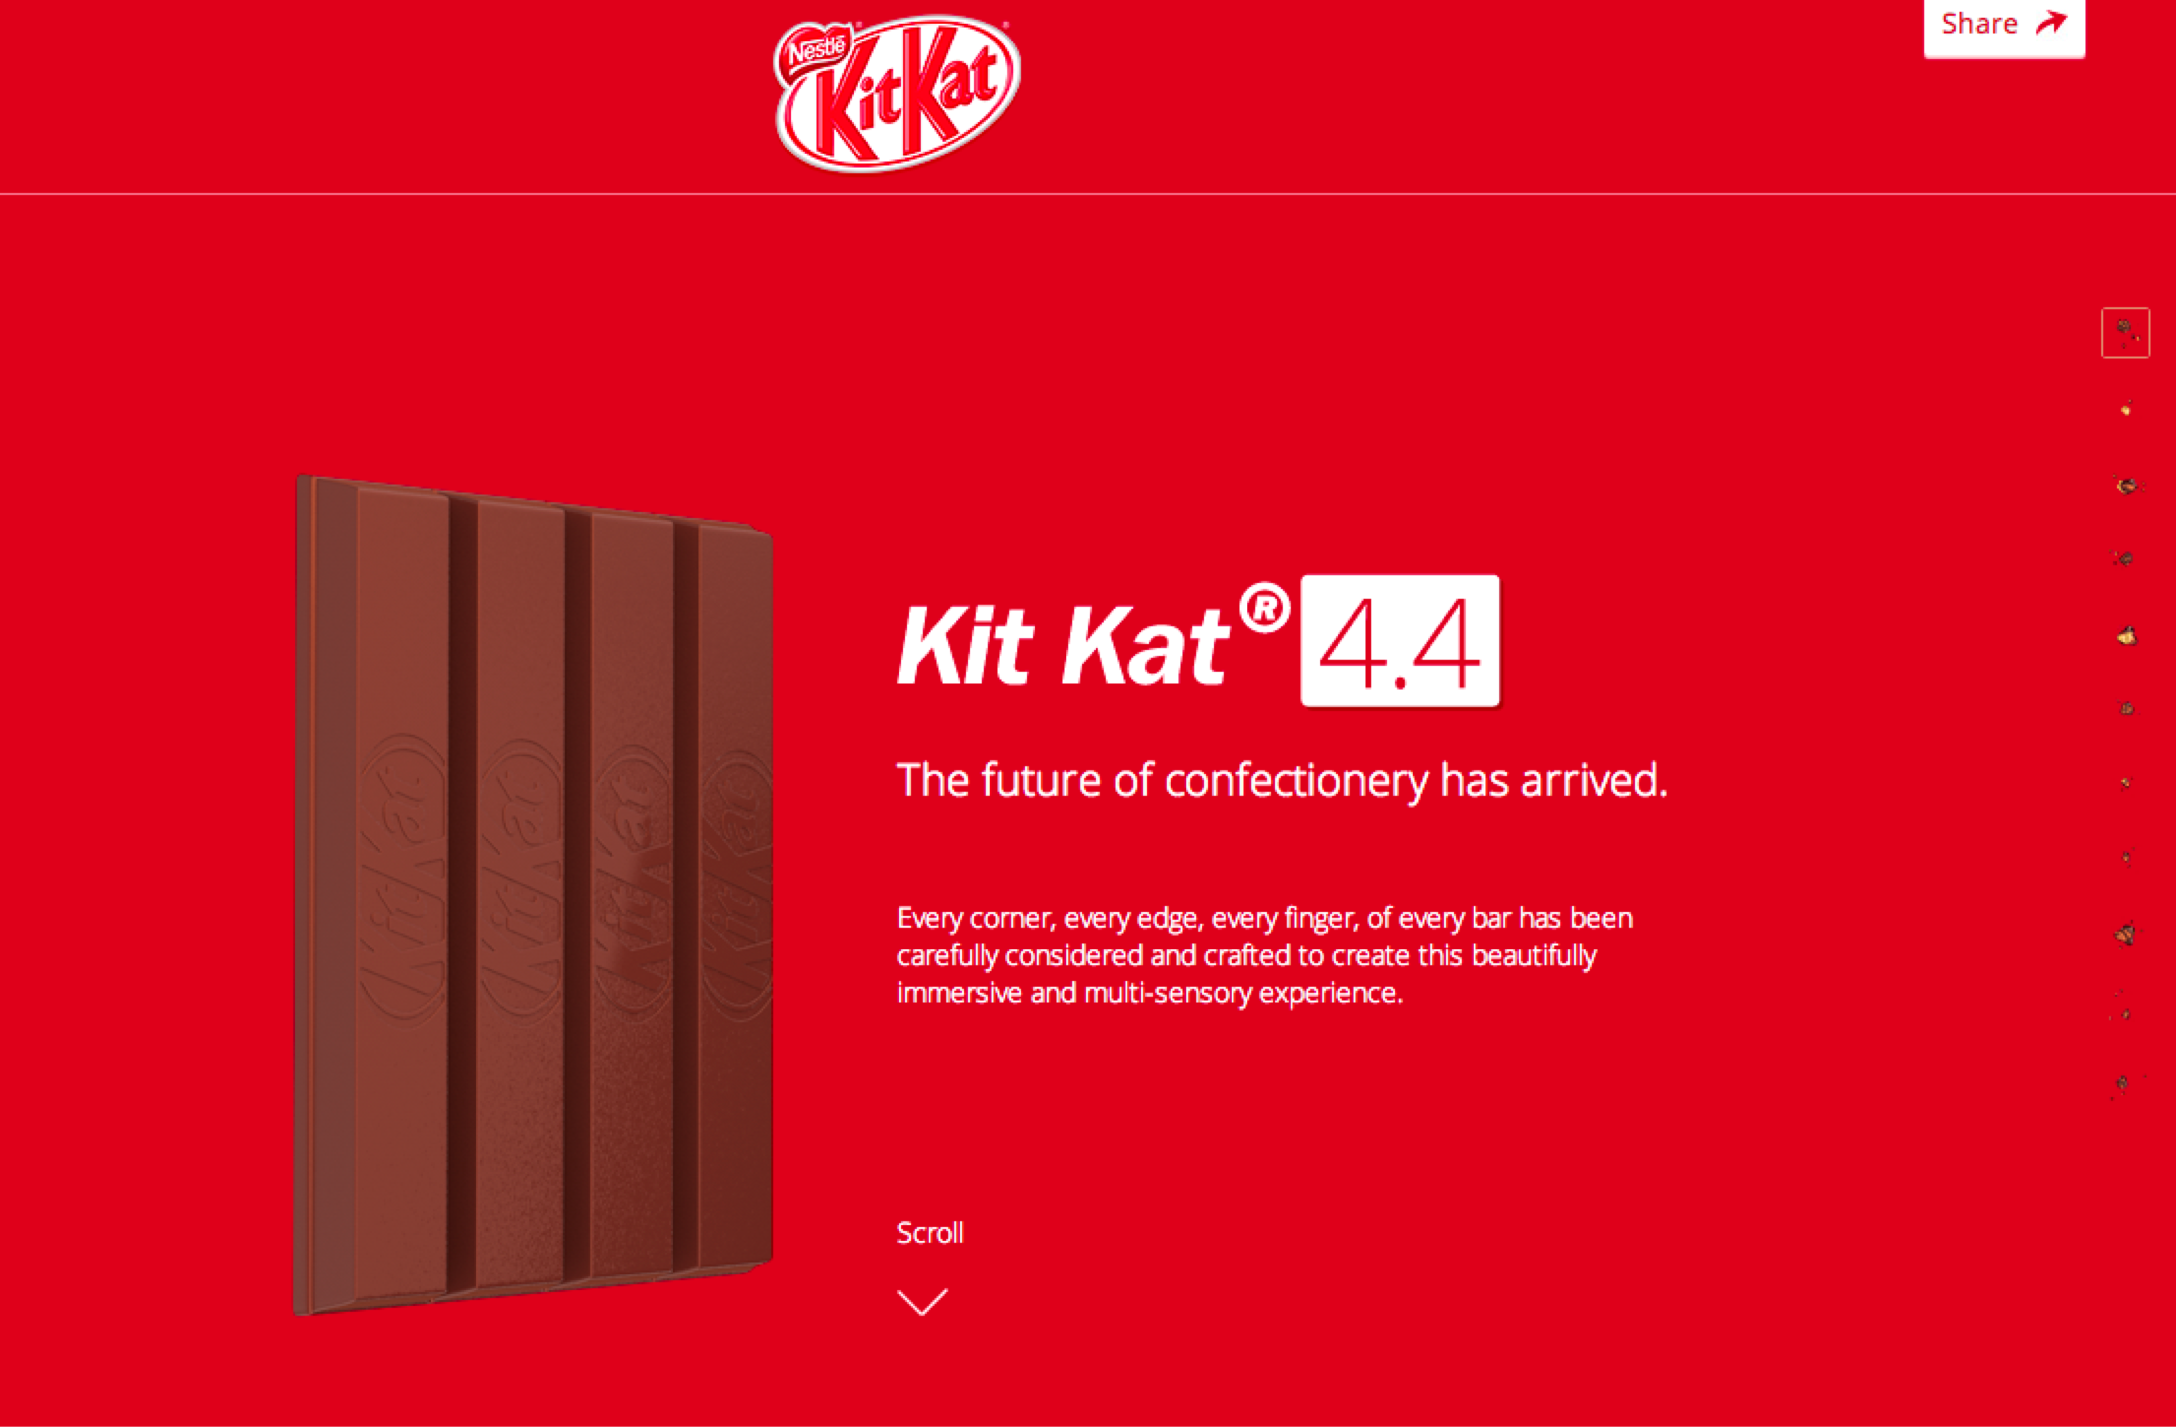 Nestlé
KitKat
Share
Kit Kat® 4.4
The future of confectionery has arrived.
Every corner, every edge, every finger, of every bar has been
carefully considered and crafted to create this beautifully
immersive and multi-sensory experience.
KitKat KitKat KitKat KitKat
Scroll